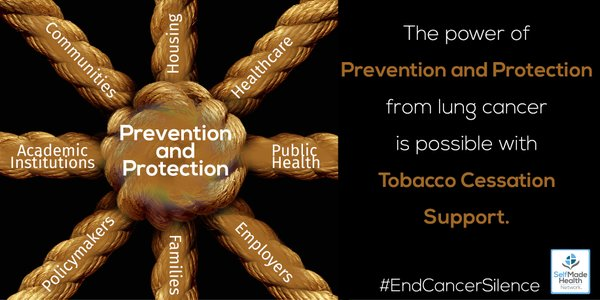 Communities
Housing
Healthcare
Academic
Institutions
Prevention
and
Protection
Public
Health
Policymakers
Families
Employers
The power of
Prevention and Protection
from lung cancer
is possible with
Tobacco Cessation
Support.
#EndCancerSilence
SelfMade
Health
Network.